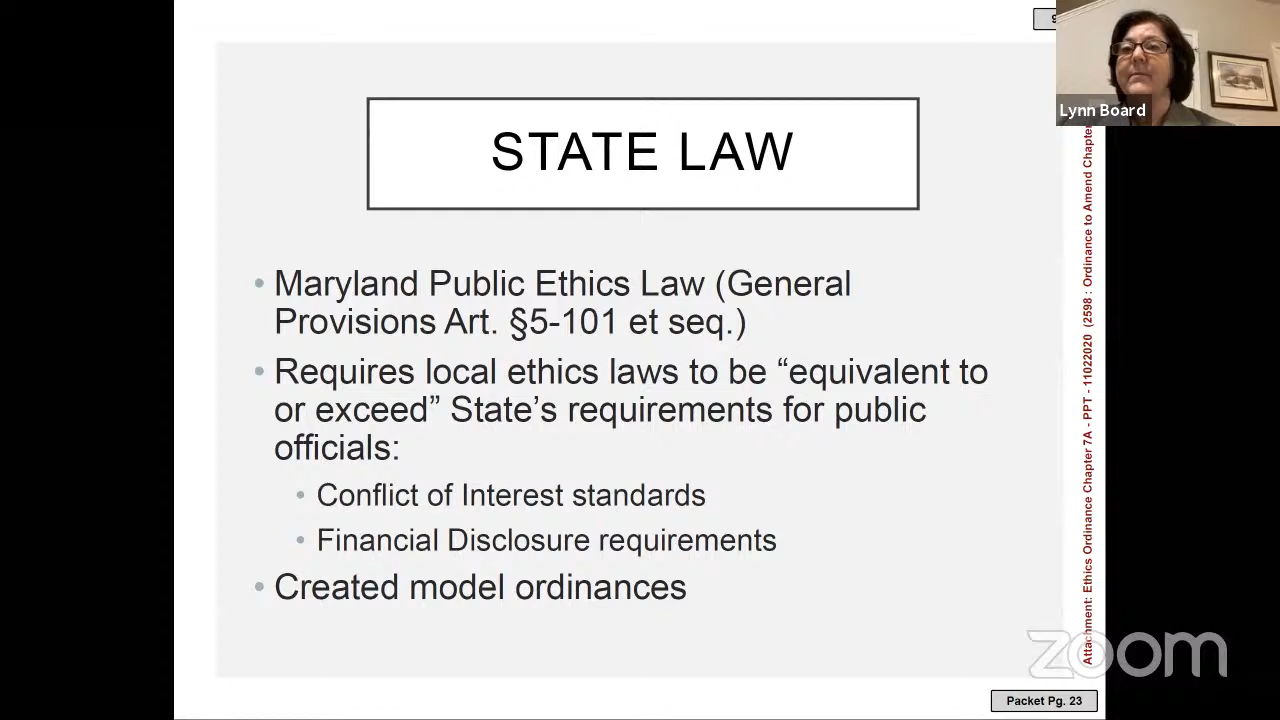 9
Lynn Board
STATE LAW
• Maryland Public Ethics Law (General
Provisions Art. §5-101 et seq.)
• Requires local ethics laws to be “equivalent to
or exceed” State’s requirements for public
officials:
• Conflict of Interest standards
• Financial Disclosure requirements
• Created model ordinances
Attachment: Ethics Ordinance Chapter 7A - PPT - 11022020 (2598 : Ordinance to Amend Chapter
zoom
Packet Pg. 23